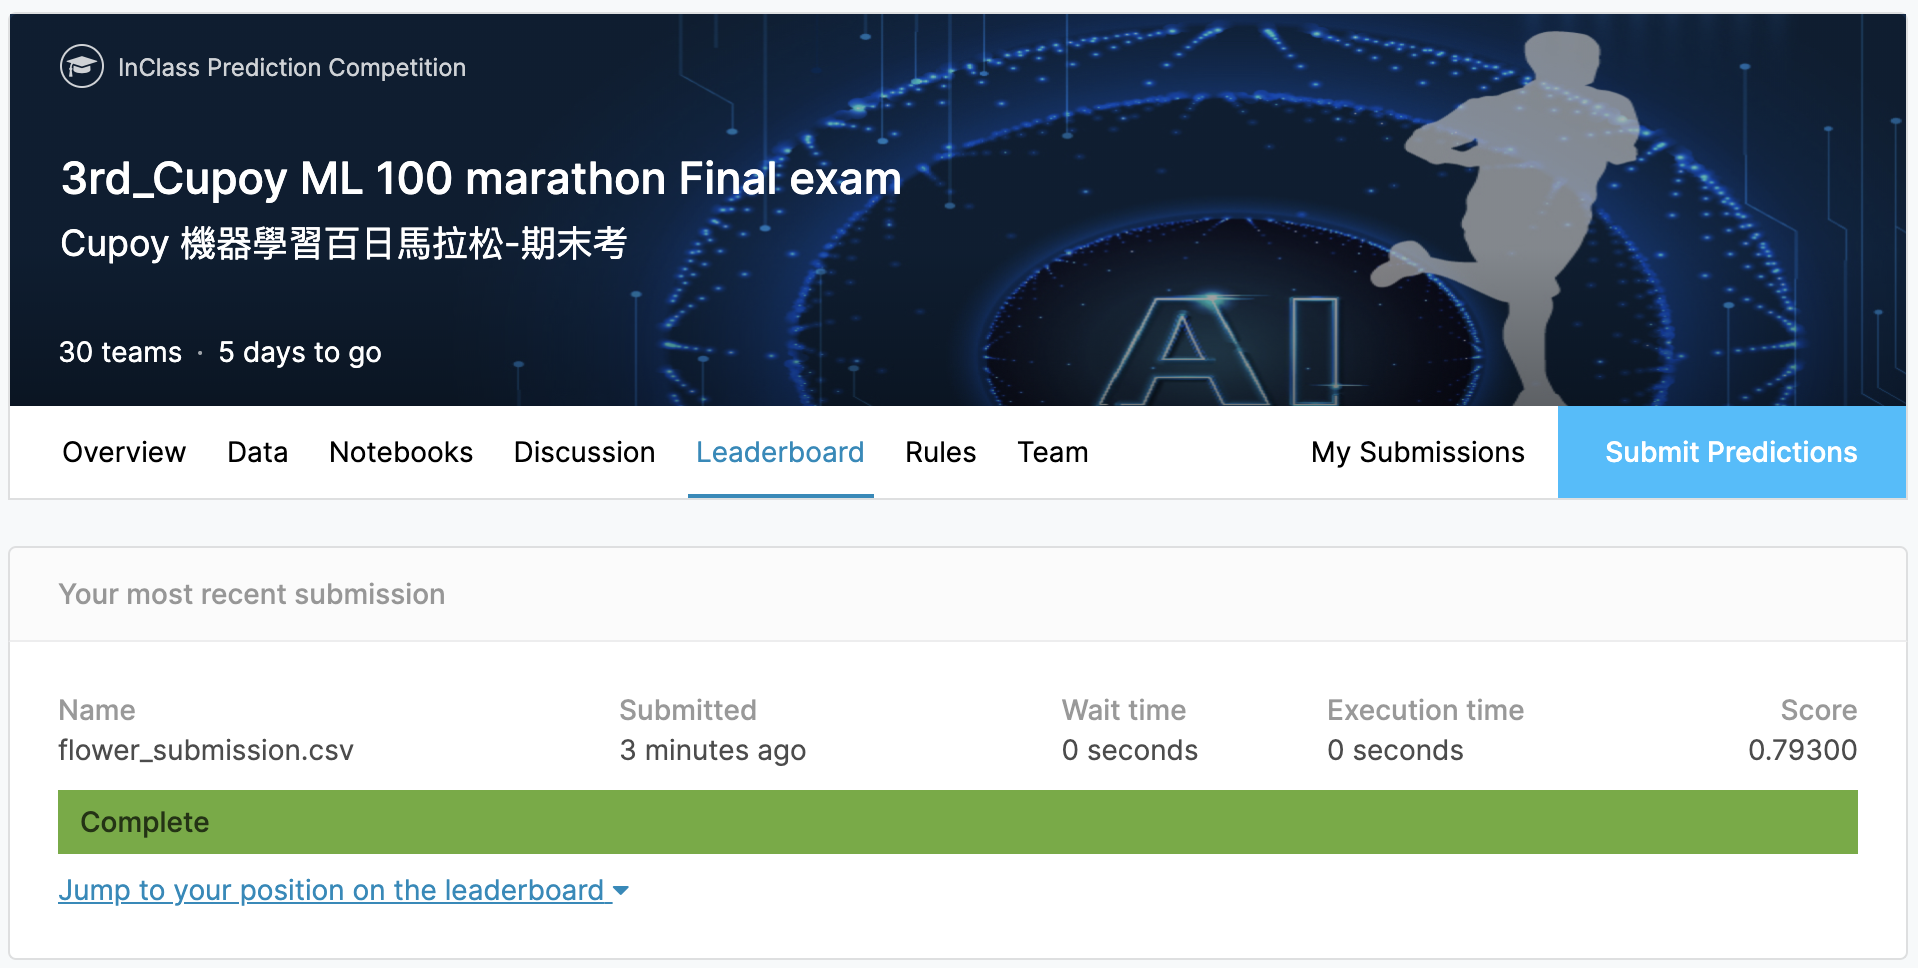 InClass Prediction Competition
3rd_Cupoy ML 100 marathon Final exam
Cupoy 機器學習百日馬拉松-期末考
30 teams · 5 days to go
AI
Overview Data Notebooks Discussion Leaderboard Rules Team My Submissions Submit Predictions
Your most recent submission
Name Submitted Wait time Execution time Score
flower_submission.csv 3 minutes ago 0 seconds 0 seconds 0.79300
Complete
Jump to your position on the leaderboard